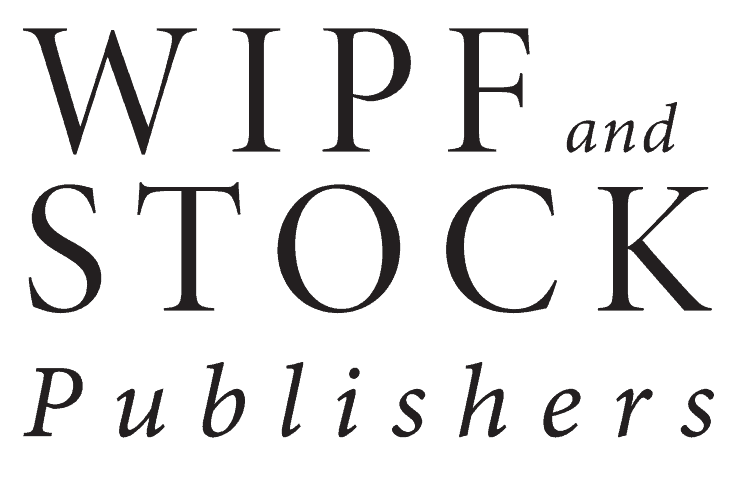 WIPF and
STOCK
Publishers